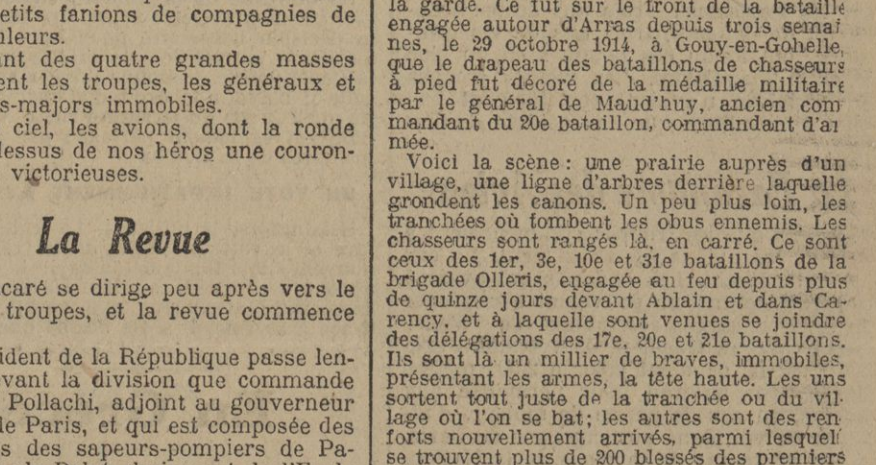 etits fanions de compagnies de
leurs.
nt des quatre grandes masses
ent les troupes, les généraux et
s-majors immobiles.
ciel, les avions, dont la ronde
lessus de nos héros une couron-
victorieuses.
La Revue
caré se dirige peu après vers le
troupes, et la revue commence
ident de la République passe len-
vant la division que commande
Pollachi, adjoint au gouverneur
de Paris, et qui est composée des
s des sapeurs-pompiers de Pa-
la garde. Ce fut sur le front de la bataille
engagée autour d'Arras depuis trois semai
nes, le 29 octobre 1914, à Gouy-en-Gohelle,
que le drapeau des bataillons de chasseurs
à pied fut décoré de la médaille militaire
par le général de Maud'huy, ancien com
mandant du 20e bataillon, commandant d'ar
mée.
Voici la scène : une prairie auprès d'un
village, une ligne d'arbres derrière laquelle
grondent les canons. Un peu plus loin, les
tranchées où tombent les obus ennemis. Les
chasseurs sont rangés là, en carré. Ce sont
ceux des 1er, 3e, 10e et 31e bataillons de la
brigade Olleris, engagée au feu depuis plus
de quinze jours devant Ablain et dans Ca-
rency, et à laquelle sont venues se joindre
des délégations des 17e, 20e et 21e bataillons.
Ils sont là un millier de braves, immobiles,
présentant les armes, la tête haute. Les uns
sortent tout juste de la tranchée ou du vil-
lage où l'on se bat; les autres sont des ren
forts nouvellement arrivés, parmi lesquel
se trouvent plus de 200 blessés des premiers